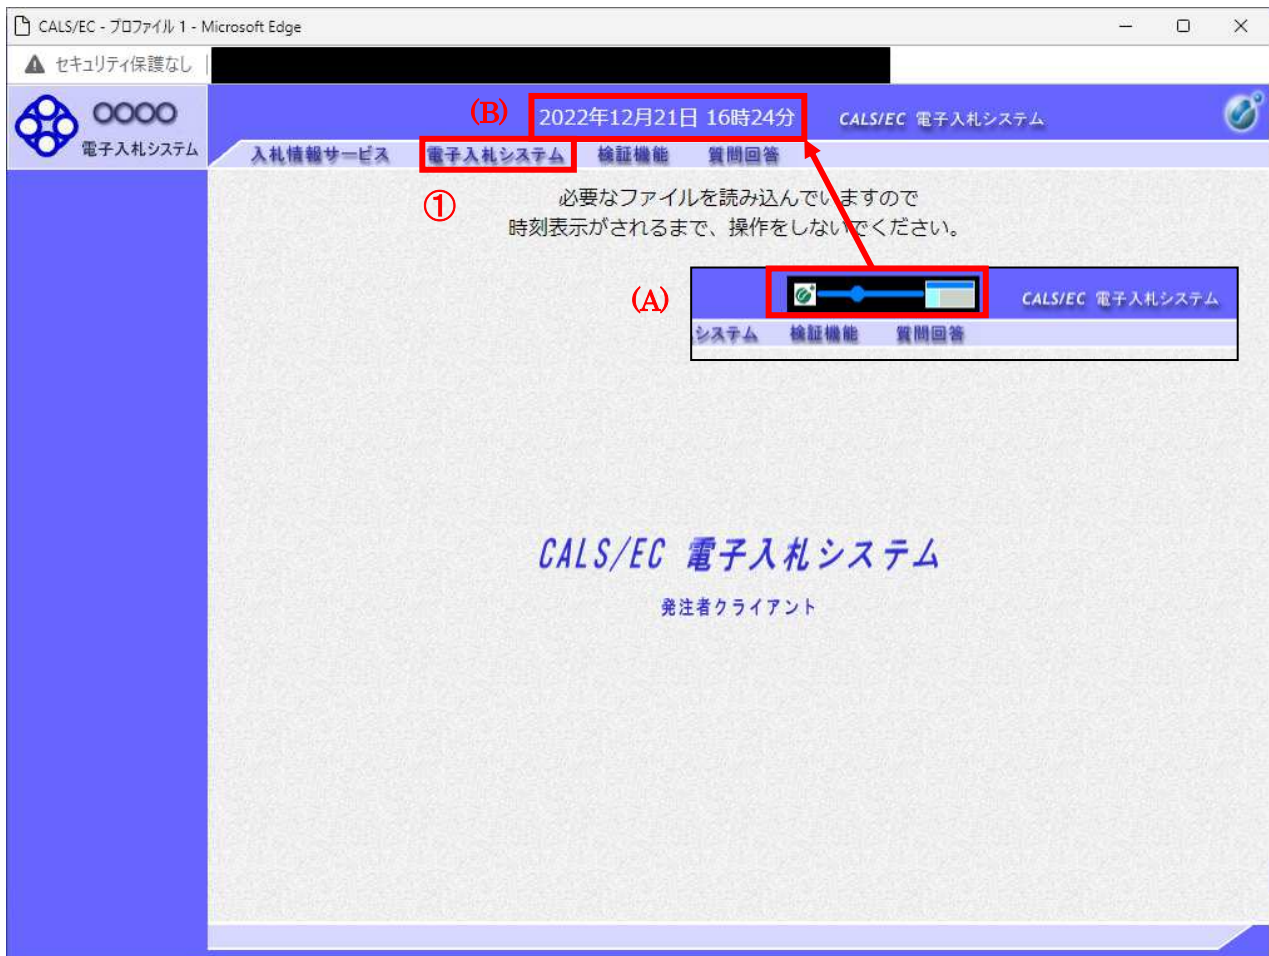 CALS/EC - プロファイル 1 - Microsoft Edge
セキュリティ保護なし
OOOO
電子入札システム
(B)
2022年12月21日 16時24分
CALS/EC 電子入札システム
入札情報サービス 電子入札システム 検証機能 質問回答
①
必要なファイルを読み込んでいますので
時刻表示がされるまで、操作をしないでください。
(A)
CALS/EC 電子入札システム
システム 検証機能 質問回答
CALS/EC 電子入札システム
発注者クライアント